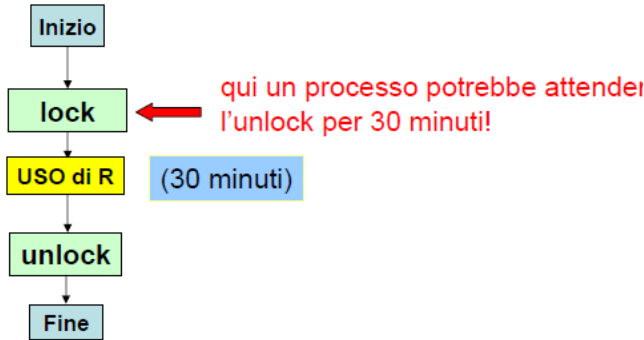 Inizio
qui un processo potrebbe attender
lock
l'unlock per 30 minuti!
USO di R
(30 minuti)
unlock
Fine